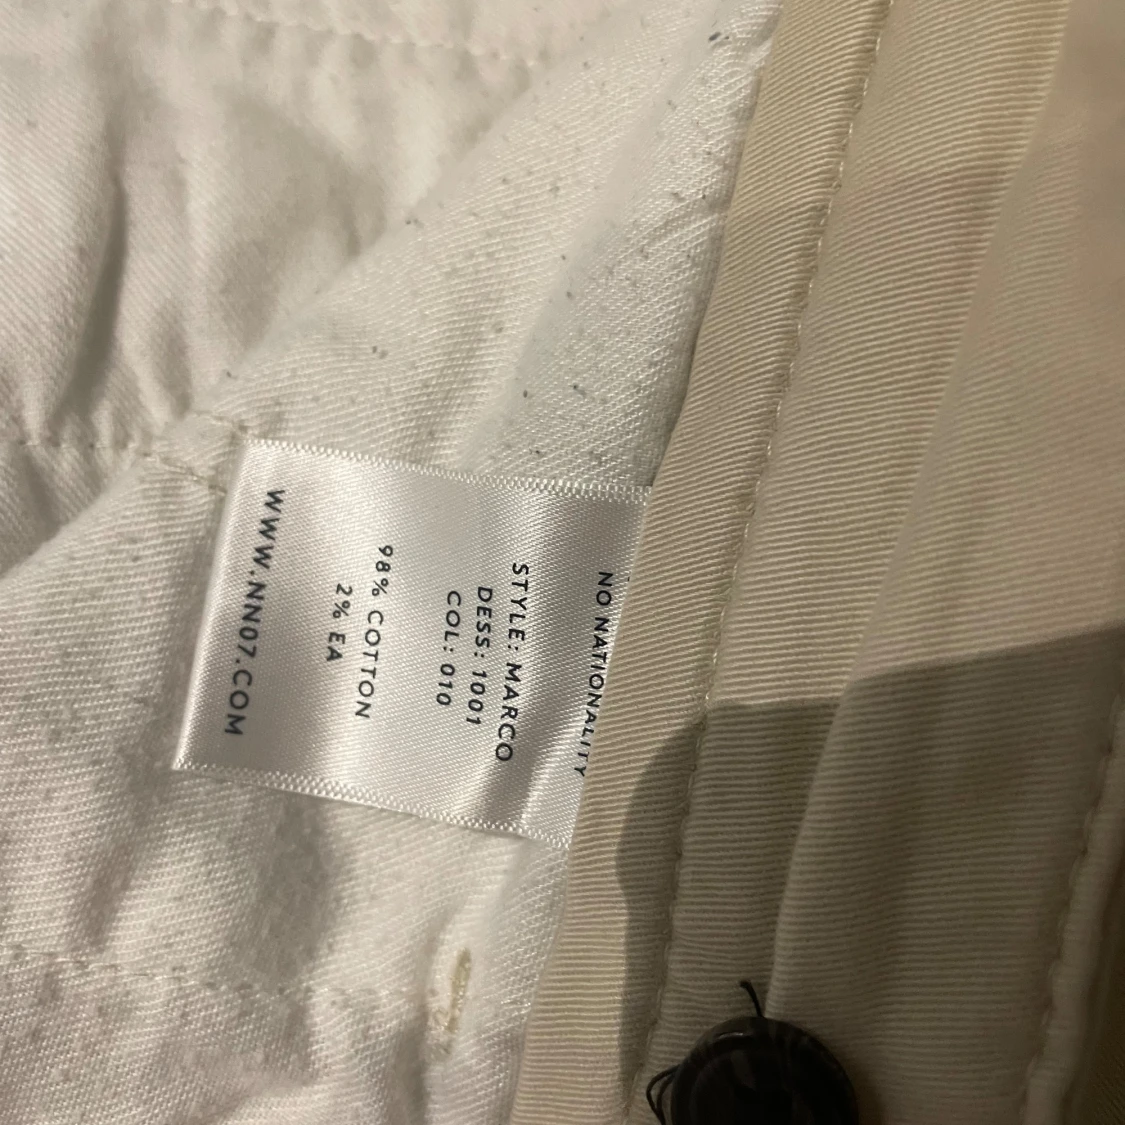 NO NATIONALITY
STYLE: MARCO
DESS: 1001
COL: 010
98% COTTON
2% EA
WWW.NN07.COM